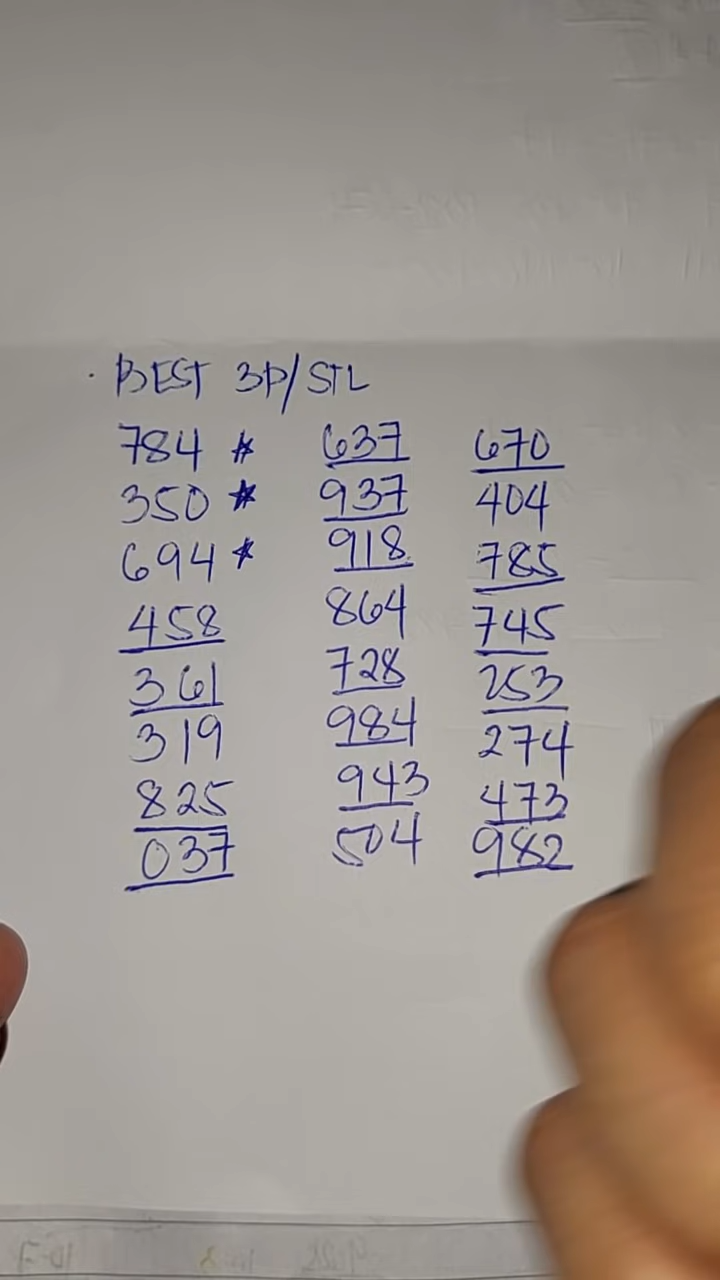 BEST 3D/STL
784 * 637 670
350 * 937 404
694 * 918 785
458 864 745
361 728 253
319 984 274
825 943 473
037 504 982